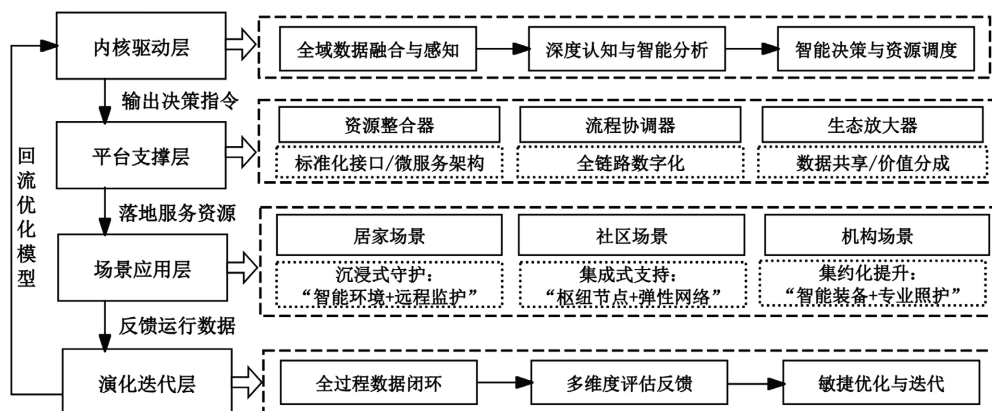 内核驱动层
全域数据融合与感知
深度认知与智能分析
智能决策与资源调度
输出决策指令
平台支撑层
资源整合器
流程协调器
生态放大器
标准化接口/微服务架构
全链路数字化
数据共享/价值分成
回流优化模型
落地服务资源
场景应用层
居家场景
社区场景
机构场景
沉浸式守护：
“智能环境+远程监护”
集成式支持：
“枢纽节点+弹性网络”
集约化提升：
“智能装备+专业照护”
反馈运行数据
演化迭代层
全过程数据闭环
多维度评估反馈
敏捷优化与迭代